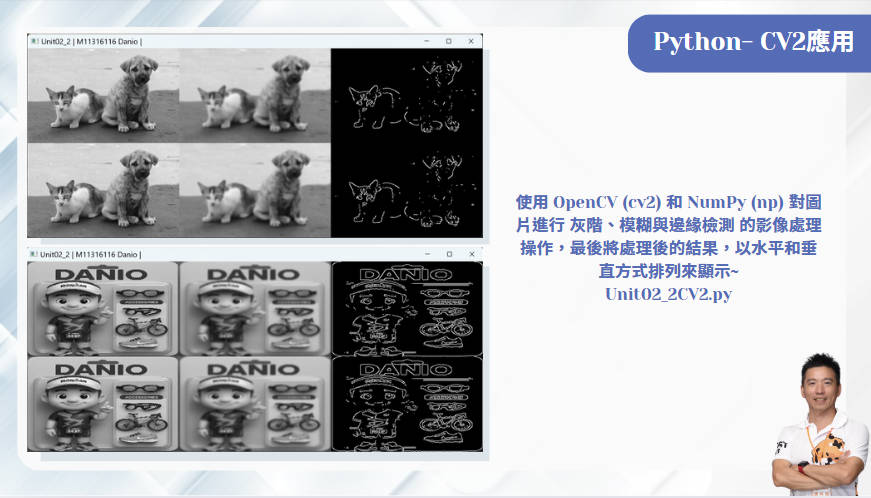 Python- CV2應用
Unit02_2 | M11316116 Danio |
Unit02_2 | M11316116 Danio |
DANIO
DANIO
DANIO
ACCESSORIES
DANIO
DANIO
DANIO
ACCESSORIES
使用 OpenCV (cv2) 和 NumPy (np) 對圖
片進行 灰階、模糊與邊緣檢測 的影像處理
操作，最後將處理後的結果，以水平和垂
直方式排列來顯示~
Unit02_2CV2.py